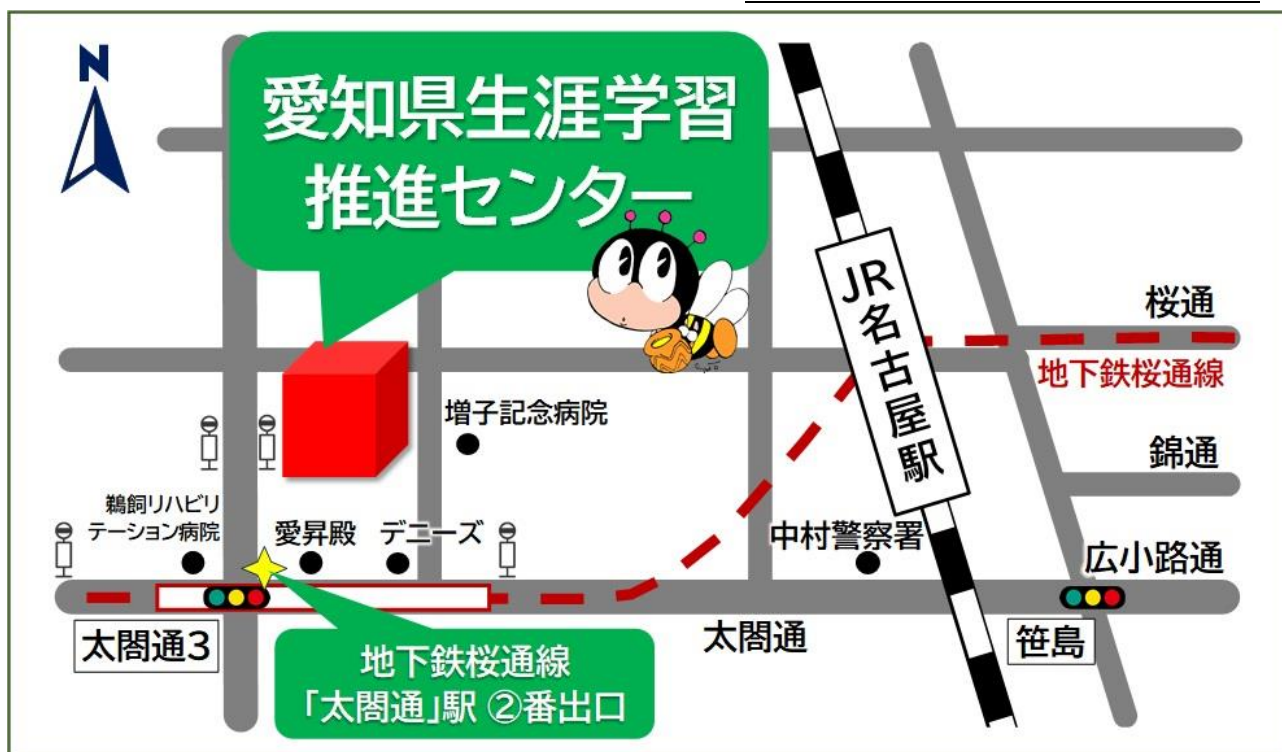 N
愛知県生涯学習
推進センター
JR名古屋駅
桜通
地下鉄桜通線
増子記念病院
錦通
鵜飼リハビリ
テーション病院
愛昇殿
デニーズ
中村警察署
広小路通
太閤通3
太閤通
笹島
地下鉄桜通線
「太閤通」駅 ②番出口